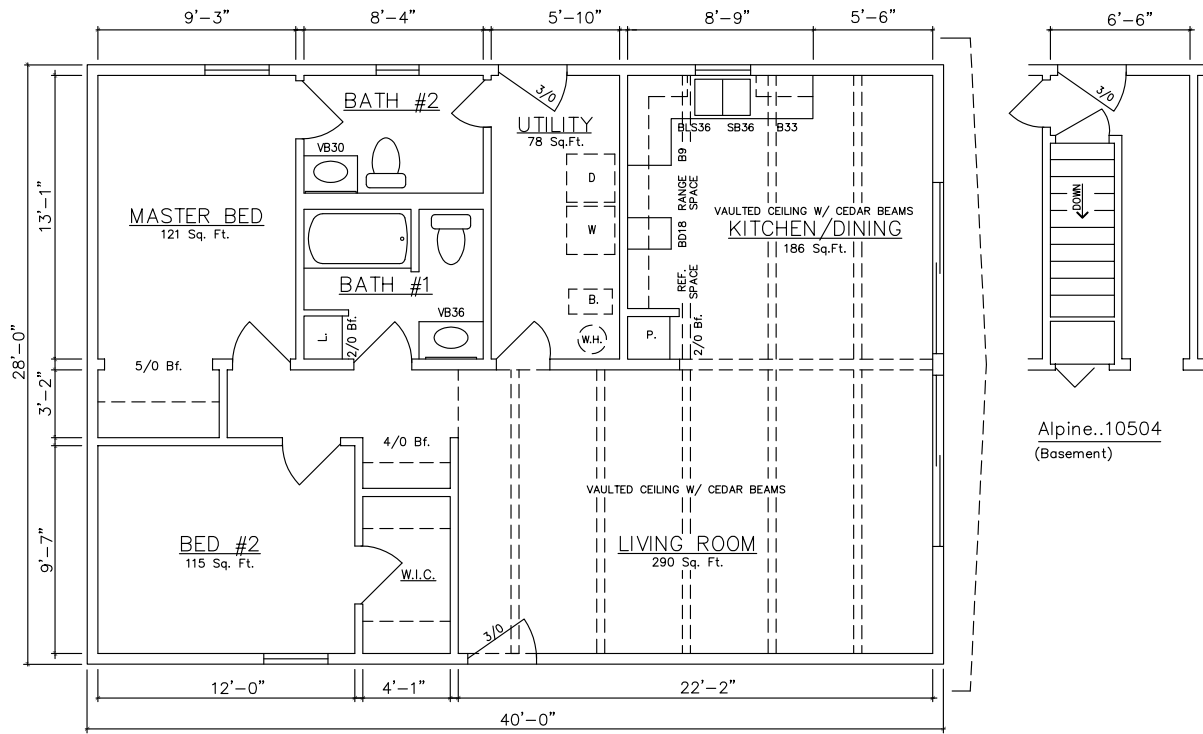 9'-3"
8'-4"
5'-10"
8'-9"
5'-6"
6'-6"
BATH #2
3/0
3/0
UTILITY
78 Sq.Ft.
BLS36
SB36
B33
VB30
B9
D
RANGE
SPACE
DOWN
13'-1"
MASTER BED
121 Sq. Ft.
VAULTED CEILING W/ CEDAR BEAMS
KITCHEN/DINING
186 Sq.Ft.
W
BD18
BATH #1
REF.
SPACE
B.
VB36
L.
2/0 Bf.
W.H.
P.
2/0 Bf.
28'-0"
5/0 Bf.
3'-2"
4/0 Bf.
Alpine..10504
(Basement)
VAULTED CEILING W/ CEDAR BEAMS
9'-7"
BED #2
115 Sq. Ft.
LIVING ROOM
290 Sq. Ft.
W.I.C.
3/0
12'-0"
4'-1"
22'-2"
40'-0"